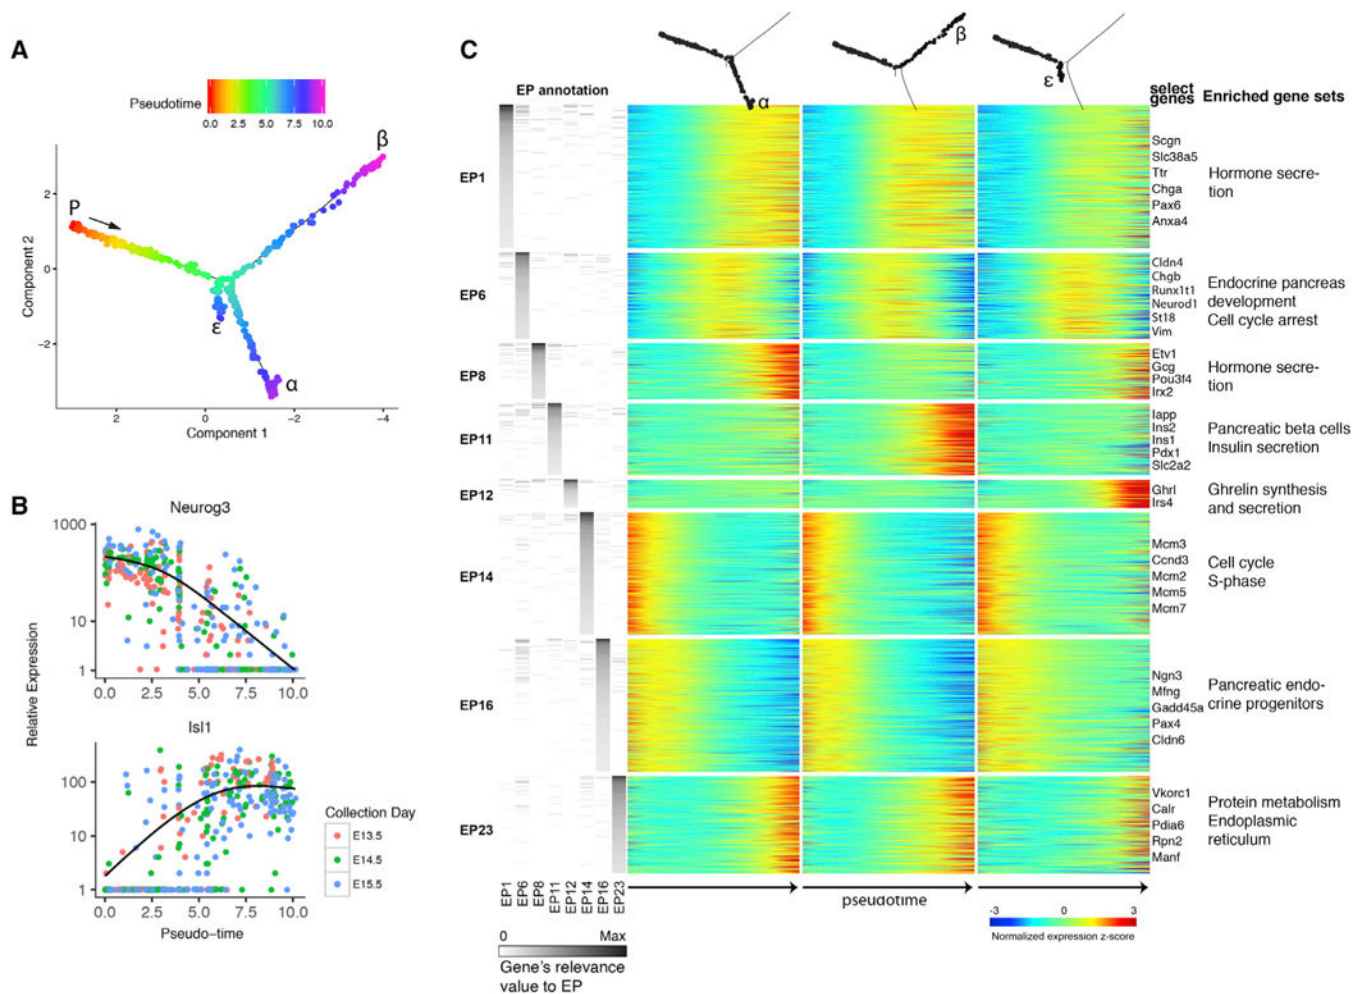 A
Pseudotime
0.0 2.5 5.0 7.5 10.0
β
P
ε
α
2
0
−2
Component 2
2 0 −2 −4
Component 1
B
Neurog3
1000
10
1
0.0 2.5 5.0 7.5 10.0
Relative Expression
Isl1
100
10
1
0.0 2.5 5.0 7.5 10.0
Pseudo-time
Collection Day
E13.5
E14.5
E15.5
C
α
β
ε
EP annotation
select genes
Enriched gene sets
EP1
Scgn
Slc38a5
Ttr
Chga
Pax6
Anxa4
Hormone secre-
tion
EP6
Cldn4
Chgb
Runx1t1
Neurod1
St18
Vim
Endocrine pancreas
development
Cell cycle arrest
EP8
Etv1
Gcg
Pou3f4
Irx2
Hormone secre-
tion
EP11
Iapp
Ins2
Ins1
Pdx1
Slc2a2
Pancreatic beta cells
Insulin secretion
EP12
Ghrl
Irs4
Ghrelin synthesis
and secretion
EP14
Mcm3
Ccnd3
Mcm2
Mcm5
Mcm7
Cell cycle
S-phase
EP16
Ngn3
Mfng
Gadd45a
Pax4
Cldn6
Pancreatic endo-
crine progenitors
EP23
Vkorc1
Calr
Pdia6
Rpn2
Manf
Protein metabolism
Endoplasmic
reticulum
EP1 EP6 EP8 EP11 EP12 EP14 EP16 EP23
pseudotime
0 Max
Gene's relevance
value to EP
-3 0 3
Normalized expression z-score